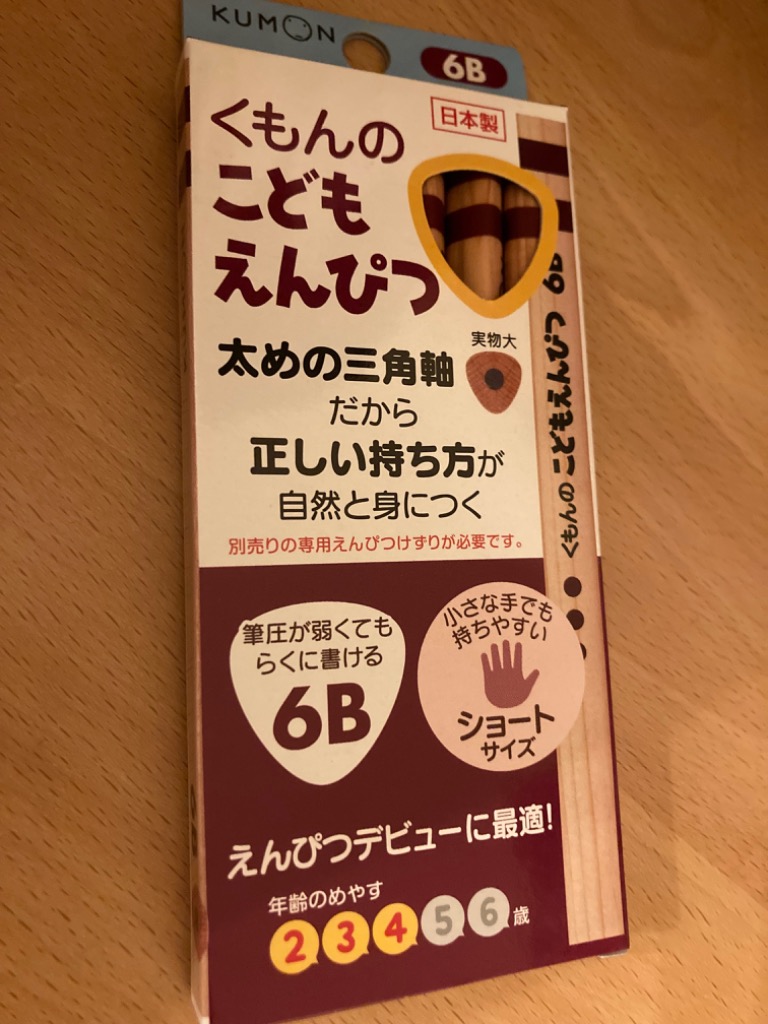 KUMON
6B
日本製
くもんの
こども
えんぴつ
実物大
太めの三角軸
だから
正しい持ち方が
自然と身につく
別売りの専用えんぴつけずりが必要です。
くもんの こどもえんぴつ 6B
筆圧が弱くても
らくに書ける
6B
小さな手でも
持ちやすい
ショート
サイズ
えんぴつデビューに最適!
年齢のめやす
2 3 4 5 6 歳